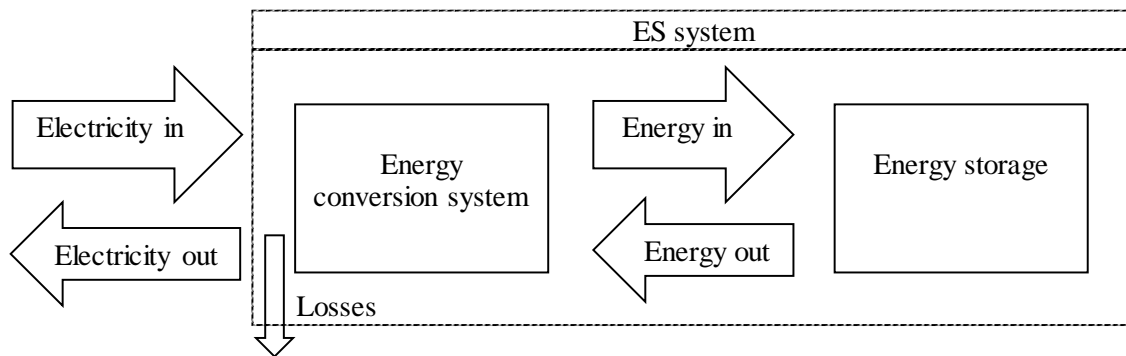 ES system
Electricity in
Energy
conversion system
Energy in
Energy storage
Electricity out
Energy out
Losses